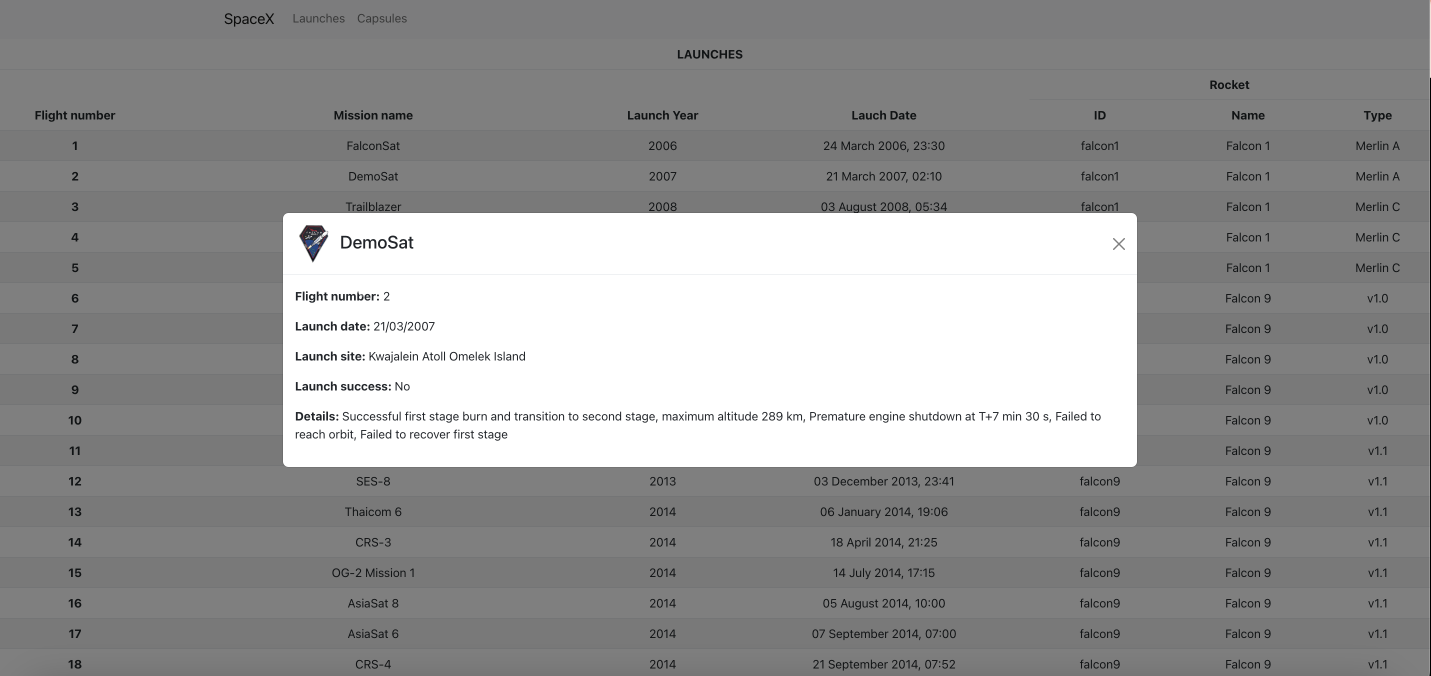 SpaceX Launches Capsules
LAUNCHES
Rocket
Flight number Mission name Launch Year Lauch Date ID Name Type
1 FalconSat 2006 24 March 2006, 23:30 falcon1 Falcon 1 Merlin A
2 DemoSat 2007 21 March 2007, 02:10 falcon1 Falcon 1 Merlin A
3 Trailblazer 2008 03 August 2008, 05:34 falcon1 Falcon 1 Merlin C
4 Falcon 1 Merlin C
5 Falcon 1 Merlin C
6 Falcon 9 v1.0
7 Falcon 9 v1.0
8 Falcon 9 v1.0
9 Falcon 9 v1.0
10 Falcon 9 v1.0
11 Falcon 9 v1.1
DemoSat
Flight number: 2
Launch date: 21/03/2007
Launch site: Kwajalein Atoll Omelek Island
Launch success: No
Details: Successful first stage burn and transition to second stage, maximum altitude 289 km, Premature engine shutdown at T+7 min 30 s, Failed to
reach orbit, Failed to recover first stage
12 SES-8 2013 03 December 2013, 23:41 falcon9 Falcon 9 v1.1
13 Thaicom 6 2014 06 January 2014, 19:06 falcon9 Falcon 9 v1.1
14 CRS-3 2014 18 April 2014, 21:25 falcon9 Falcon 9 v1.1
15 OG-2 Mission 1 2014 14 July 2014, 17:15 falcon9 Falcon 9 v1.1
16 AsiaSat 8 2014 05 August 2014, 10:00 falcon9 Falcon 9 v1.1
17 AsiaSat 6 2014 07 September 2014, 07:00 falcon9 Falcon 9 v1.1
18 CRS-4 2014 21 September 2014, 07:52 falcon9 Falcon 9 v1.1